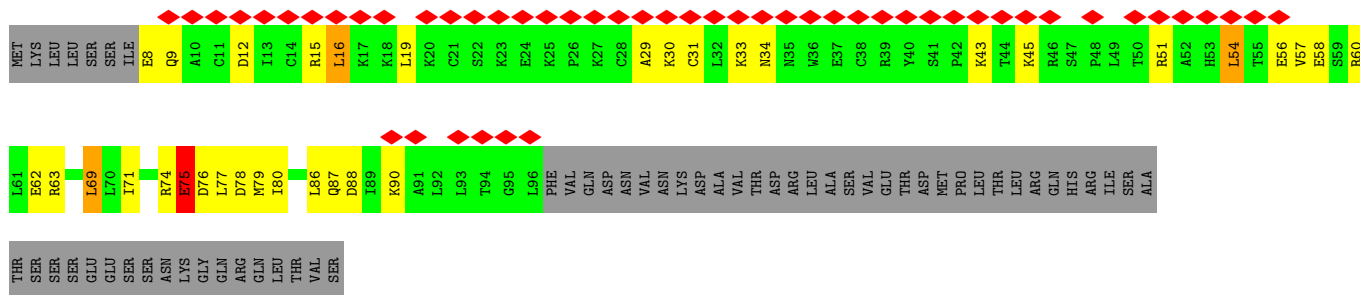 MET LYS LEU LEU SER SER ILE E8 Q9 A10 C11 D12 I13 C14 R15 L16 K17 K18 L19 K20 C21 S22 K23 E24 K25 P26 K27 C28 A29 K30 C31 L32 K33 N34 N35 W36 E37 C38 R39 Y40 S41 P42 K43 T44 K45 R46 S47 P48 L49 T50 R51 A52 H53 L54 T55 E56 V57 E58 S59 R60
L61 E62 R63 L69 L70 I71 R74 E75 D76 L77 D78 M79 I80 L86 Q87 D88 I89 K90 A91 L92 L93 T94 G95 L96 PHE VAL GLN ASP ASN VAL ASN LYS ASP ALA VAL THR ASP ARG LEU ALA SER VAL GLU THR ASP MET PRO LEU THR LEU ARG GLN HIS ARG ILE SER ALA
THR SER SER SER GLU GLU SER SER ASN LYS GLY GLN ARG GLN LEU THR VAL SER